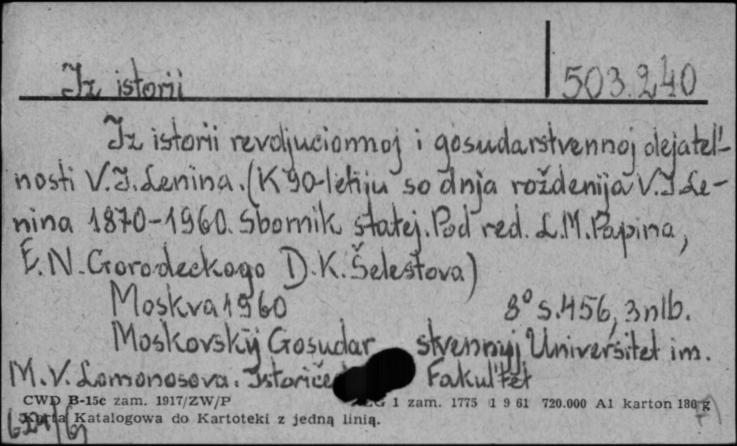 Iz istorii
503.240
Iz istorii revoljucionnoj i gosudarstvennoj dejatel'-
nosti V.I. Lenina. (K 90-letiju so dnja roždenija V.I Le-
nina 1870-1960. Sbornik statej. Pod red. L.M. Papina,
E.N. Gorodeckogo D.K. Šelestova)
Moskva 1960 8° s. 456, 3nlb.
Moskovskij Gosudarstvennyj Universitet im.
M.V. Lomonosova. Fakul'tet
CWD B-15c zam. 1917/ZW/P 1 zam. 1775 1 9 61 720.000 A1 karton 180 g
Karta Katalogowa do Kartoteki z jedną linią.